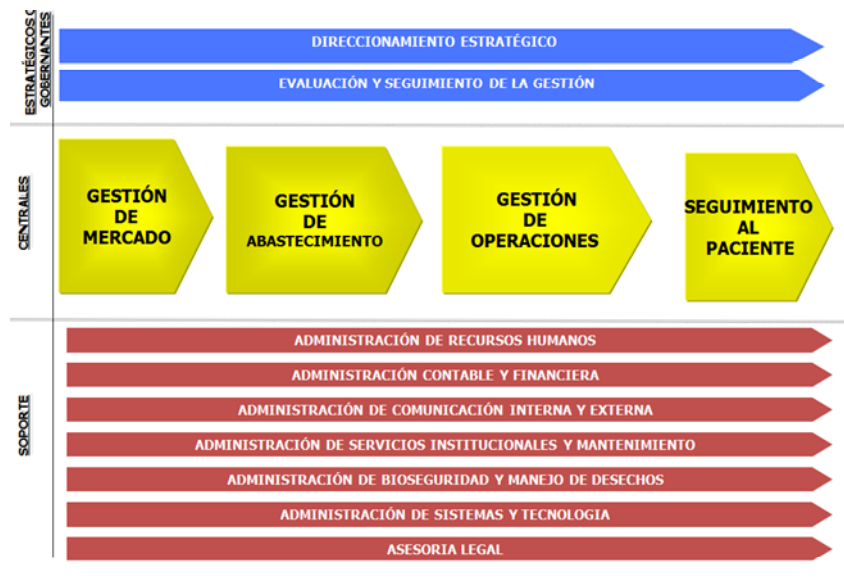 ESTRATÉGICOS O
GOBERNANTES
DIRECCIONAMIENTO ESTRATÉGICO
EVALUACIÓN Y SEGUIMIENTO DE LA GESTIÓN
CENTRALES
GESTIÓN
DE
MERCADO
GESTIÓN
DE
ABASTECIMIENTO
GESTIÓN
DE
OPERACIONES
SEGUIMIENTO
AL
PACIENTE
SOPORTE
ADMINISTRACIÓN DE RECURSOS HUMANOS
ADMINISTRACIÓN CONTABLE Y FINANCIERA
ADMINISTRACIÓN DE COMUNICACIÓN INTERNA Y EXTERNA
ADMINISTRACIÓN DE SERVICIOS INSTITUCIONALES Y MANTENIMIENTO
ADMINISTRACIÓN DE BIOSEGURIDAD Y MANEJO DE DESECHOS
ADMINISTRACIÓN DE SISTEMAS Y TECNOLOGIA
ASESORIA LEGAL